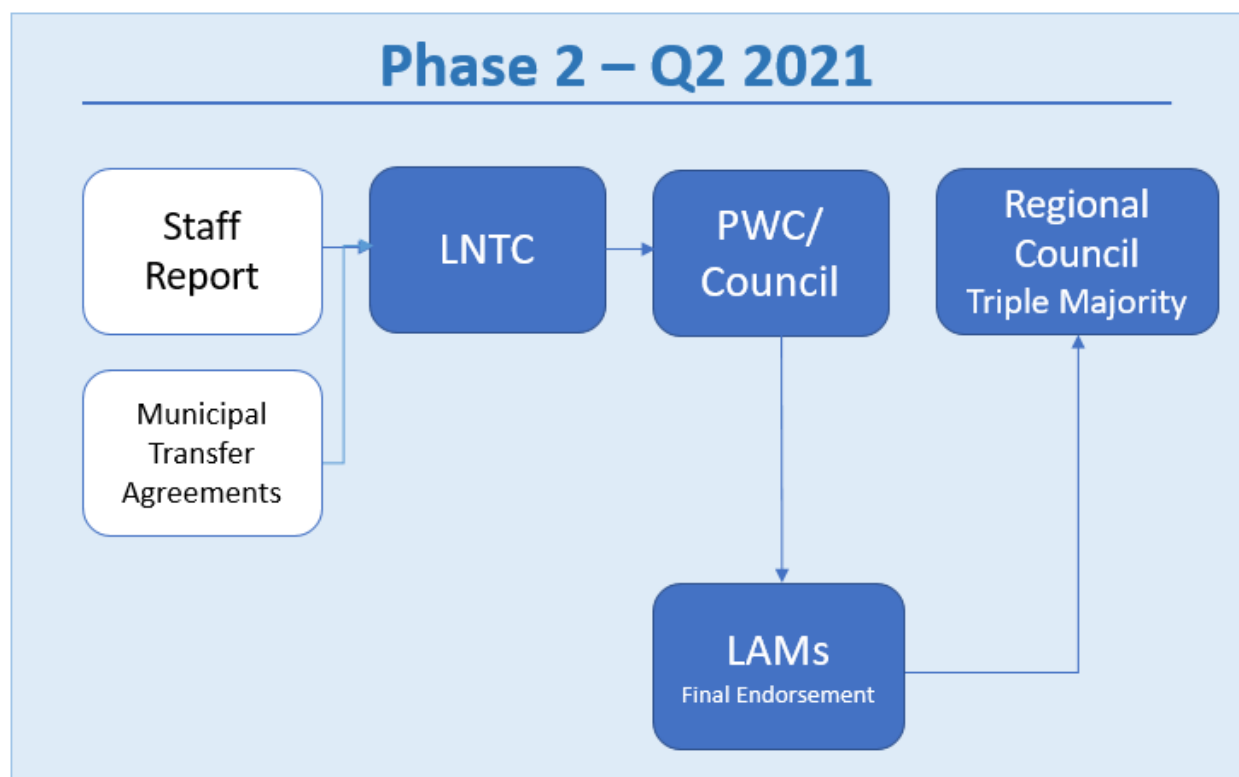 Phase 2 – Q2 2021
Staff
Report
LNTC
PWC/
Council
Regional
Council
Triple Majority
Municipal
Transfer
Agreements
LAMs
Final Endorsement